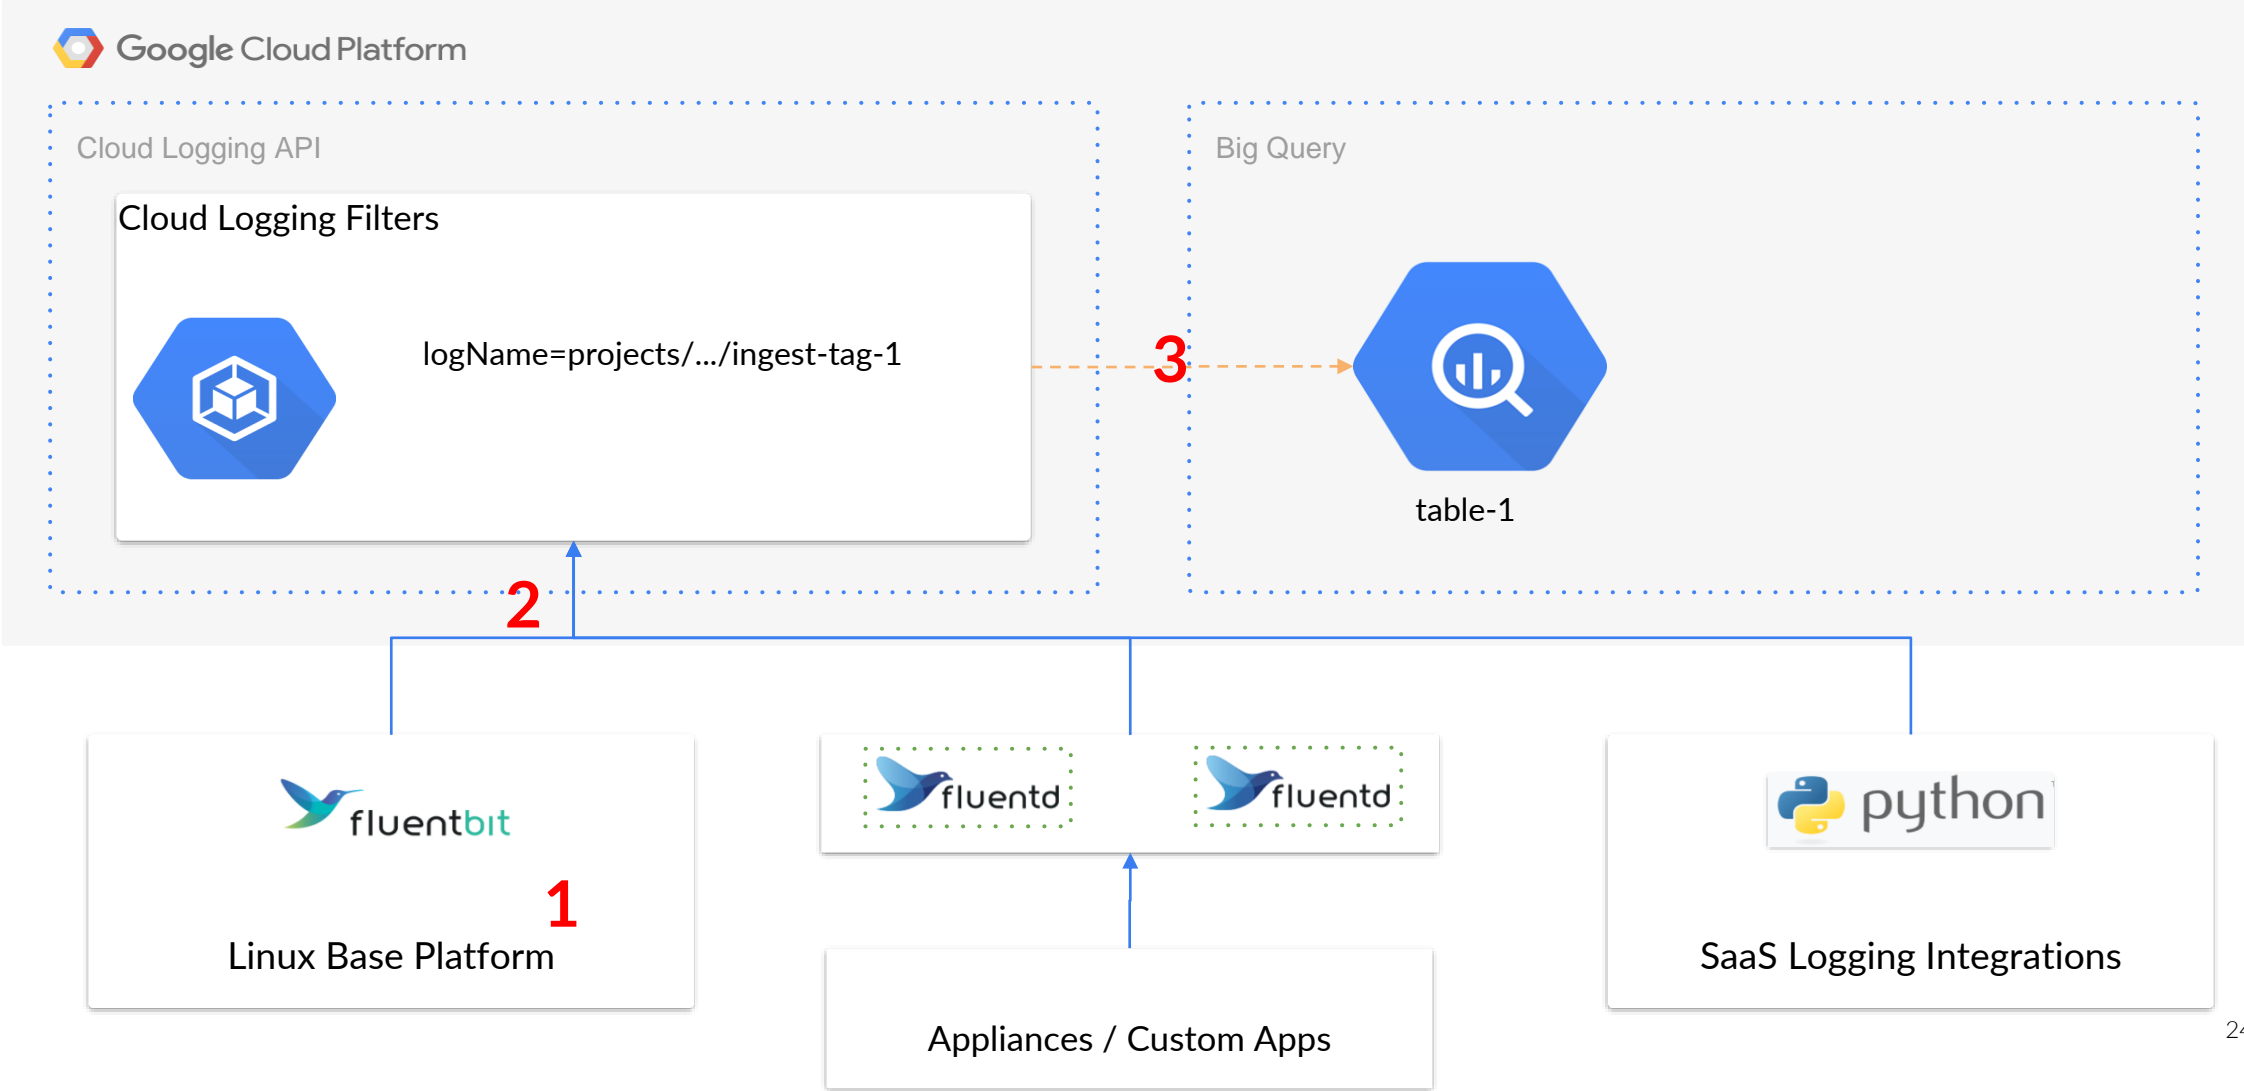 Google Cloud Platform
Cloud Logging API
Big Query
Cloud Logging Filters
logName=projects/.../ingest-tag-1
3
table-1
2
fluentbit
fluentd
fluentd
python
1
Linux Base Platform
SaaS Logging Integrations
Appliances / Custom Apps